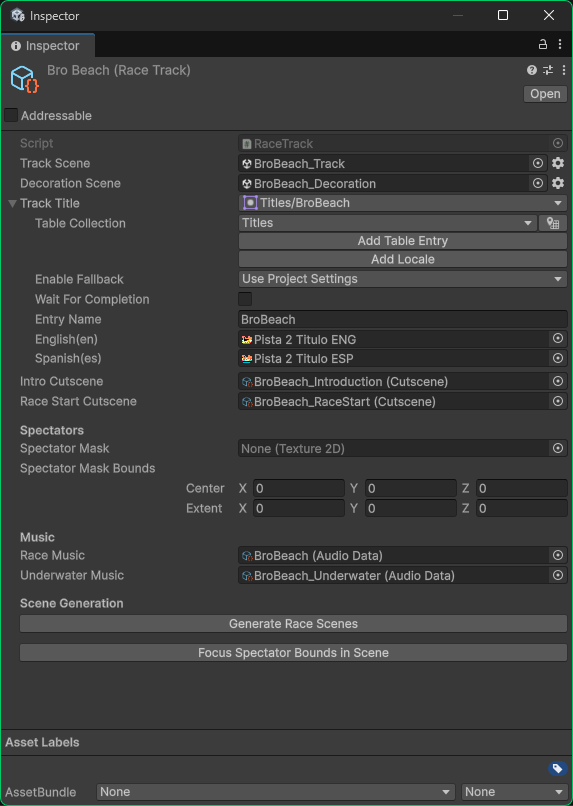 Inspector
Inspector
Bro Beach (Race Track)
Open
Addressable
Script RaceTrack
Track Scene BroBeach_Track
Decoration Scene BroBeach_Decoration
Track Title Titles/BroBeach
Table Collection Titles
Add Table Entry
Add Locale
Enable Fallback Use Project Settings
Wait For Completion
Entry Name BroBeach
English(en) Pista 2 Titulo ENG
Spanish(es) Pista 2 Titulo ESP
Intro Cutscene BroBeach_Introduction (Cutscene)
Race Start Cutscene BroBeach_RaceStart (Cutscene)
Spectators
Spectator Mask None (Texture 2D)
Spectator Mask Bounds
Center X 0 Y 0 Z 0
Extent X 0 Y 0 Z 0
Music
Race Music BroBeach (Audio Data)
Underwater Music BroBeach_Underwater (Audio Data)
Scene Generation
Generate Race Scenes
Focus Spectator Bounds in Scene
Asset Labels
AssetBundle None None